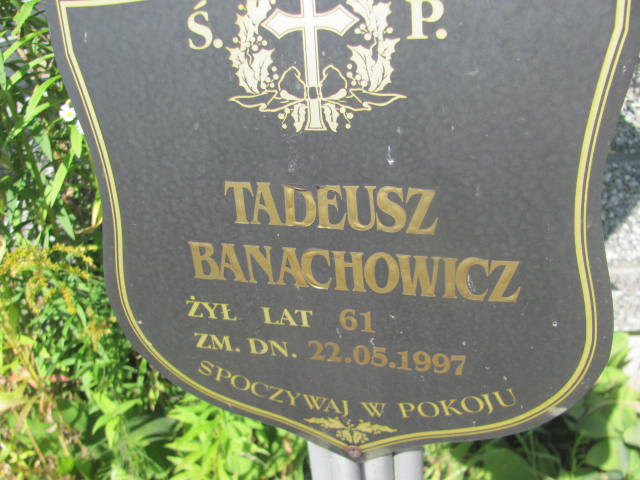 Ś. P.
TADEUSZ
BANACHOWICZ
ŻYŁ LAT 61
ZM. DN. 22.05.1997
SPOCZYWAJ W POKOJU